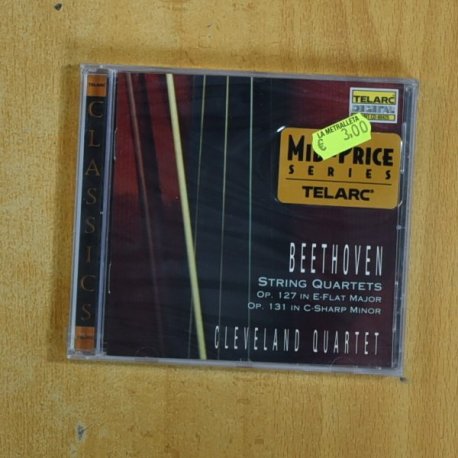 TELARC
DIGITAL
LA METRALLETA
€ 3,00
MID-PRICE
SERIES
TELARC®
BEETHOVEN
STRING QUARTETS
OP. 127 IN E-FLAT MAJOR
OP. 131 IN C-SHARP MINOR
CLEVELAND QUARTET
CLASSICS